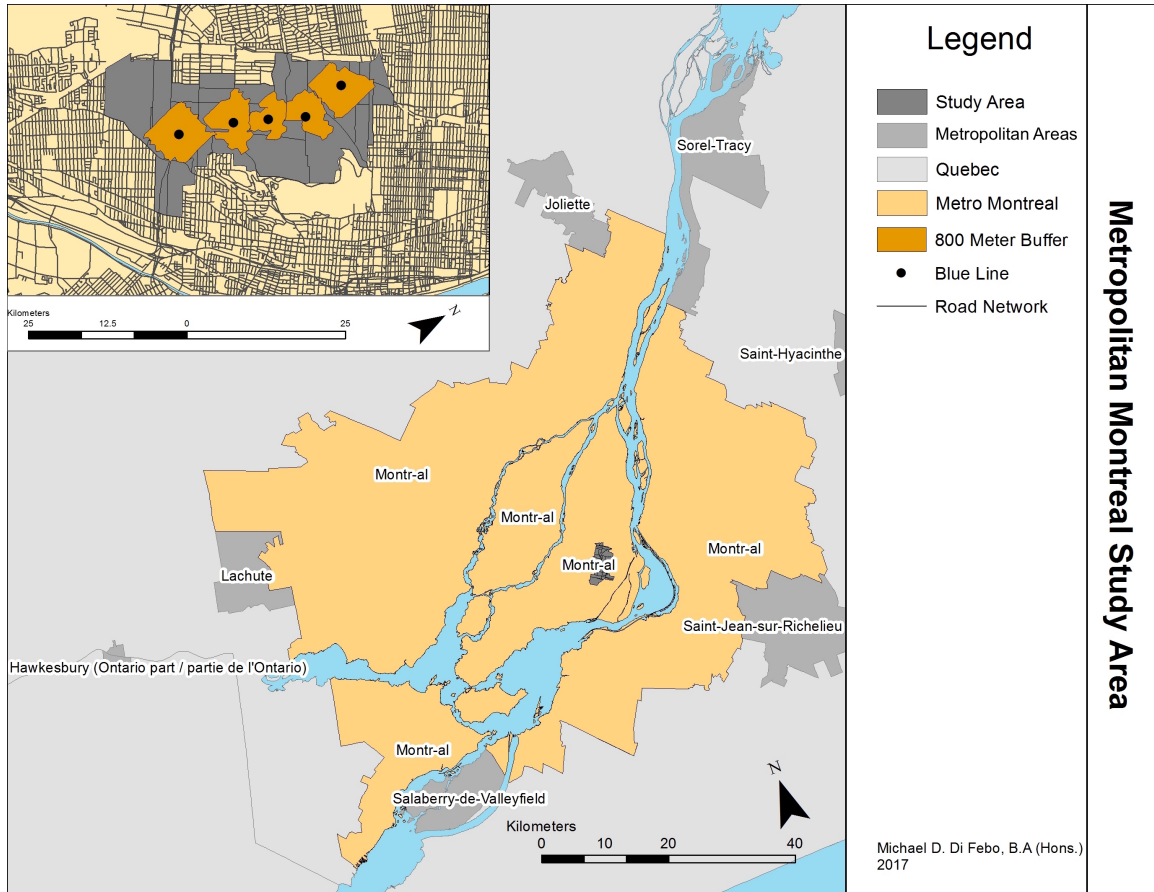 Kilometers
25 12.5 0 25
N
Sorel-Tracy
Joliette
Saint-Hyacinthe
Montr-al
Montr-al
Montr-al
Montr-al
Lachute
Saint-Jean-sur-Richelieu
Hawkesbury (Ontario part / partie de l'Ontario)
Montr-al
Salaberry-de-Valleyfield
N
Kilometers
0 10 20 40
Legend
Study Area
Metropolitan Areas
Quebec
Metro Montreal
800 Meter Buffer
Blue Line
Road Network
Michael D. Di Febo, B.A (Hons.)
2017
Metropolitan Montreal Study Area